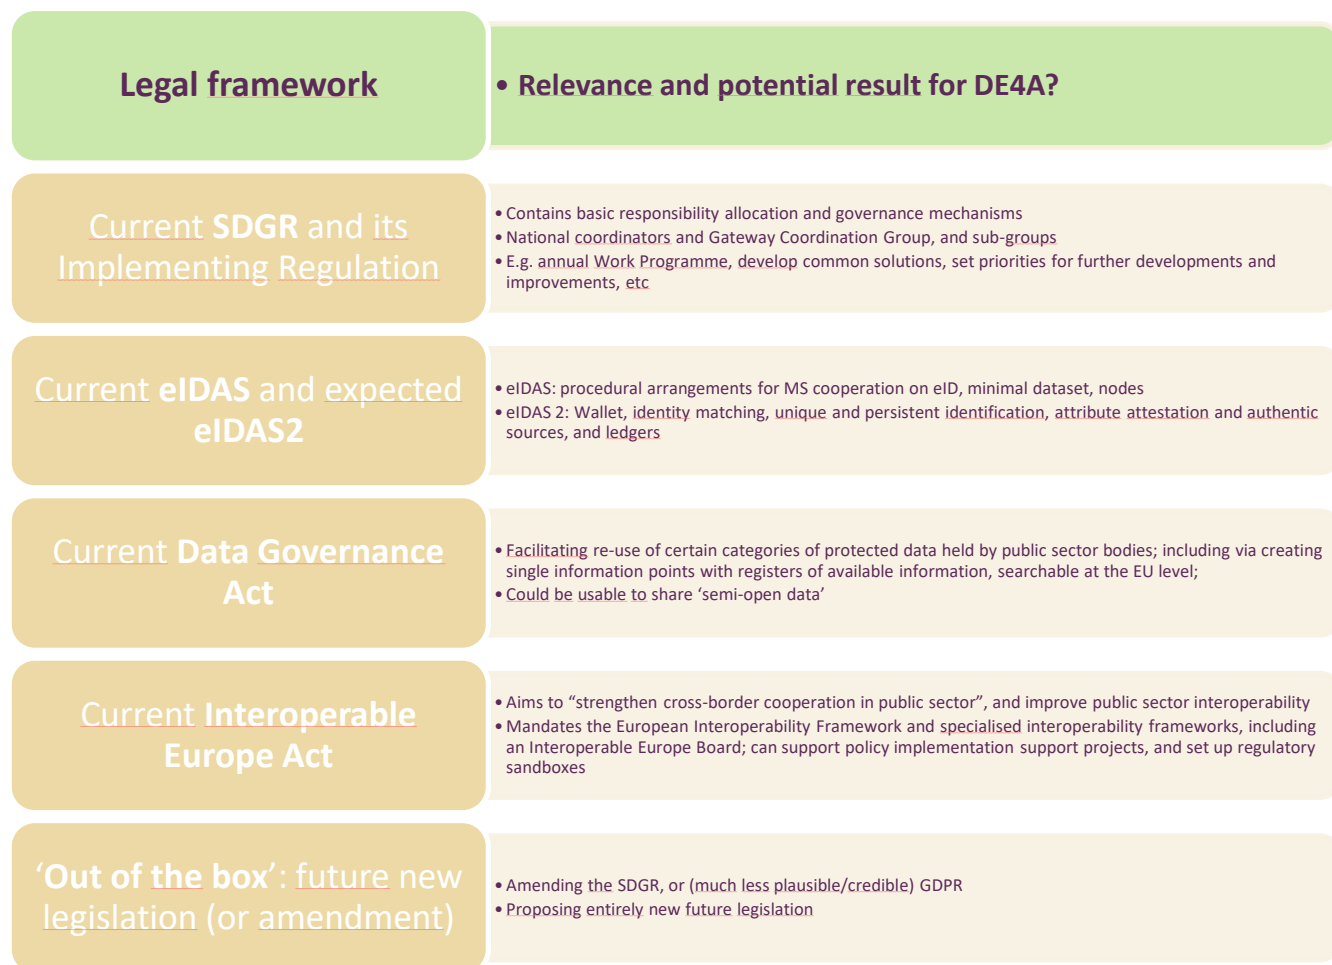 Legal framework
• Relevance and potential result for DE4A?
Current SDGR and its
Implementing Regulation
• Contains basic responsibility allocation and governance mechanisms
• National coordinators and Gateway Coordination Group, and sub-groups
• E.g. annual Work Programme, develop common solutions, set priorities for further developments and
improvements, etc
Current eIDAS and expected
eIDAS2
• eIDAS: procedural arrangements for MS cooperation on eID, minimal dataset, nodes
• eIDAS 2: Wallet, identity matching, unique and persistent identification, attribute attestation and authentic
sources, and ledgers
Current Data Governance
Act
• Facilitating re-use of certain categories of protected data held by public sector bodies; including via creating
single information points with registers of available information, searchable at the EU level;
• Could be usable to share ‘semi-open data’
Current Interoperable
Europe Act
• Aims to “strengthen cross-border cooperation in public sector”, and improve public sector interoperability
• Mandates the European Interoperability Framework and specialised interoperability frameworks, including
an Interoperable Europe Board; can support policy implementation support projects, and set up regulatory
sandboxes
‘Out of the box’: future new
legislation (or amendment)
• Amending the SDGR, or (much less plausible/credible) GDPR
• Proposing entirely new future legislation